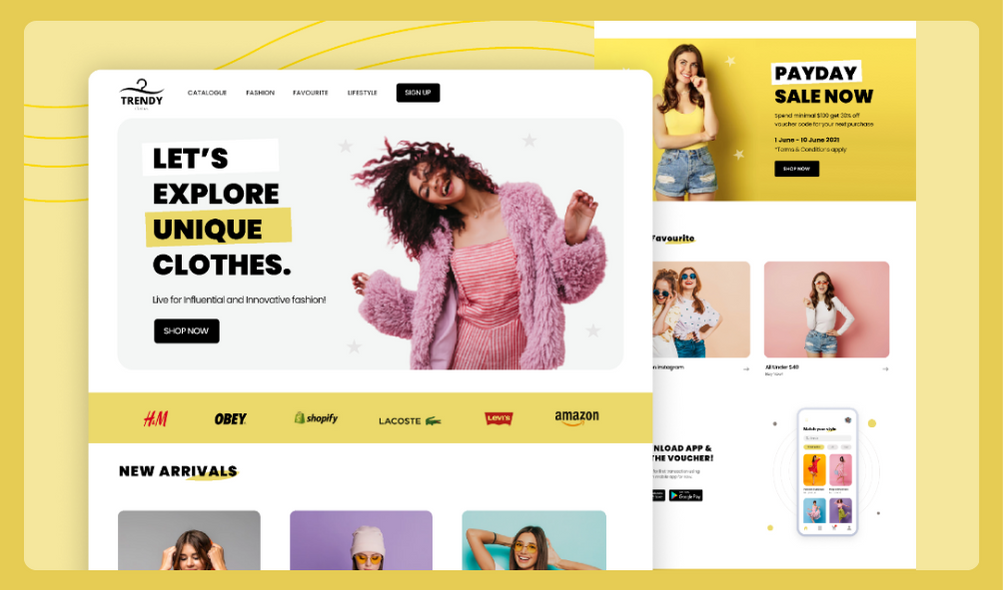 TRENDY
CATALOGUE
FASHION
FAVOURITE
LIFESTYLE
SIGN UP
LET'S
EXPLORE
UNIQUE
CLOTHES.
Live for Influential and Innovative fashion!
SHOP NOW
H&M
OBEY
shopify
LACOSTE
Levi's
amazon
NEW ARRIVALS
PAYDAY
SALE NOW
Spend minimal $100 get 30% off
voucher code for your next purchase
1 June - 10 June 2021
*Terms & Conditions apply
SHOP NOW
Favourite
Instagram
All Under $40
NLOAD APP &
THE VOUCHER!
Google Play
Match your style